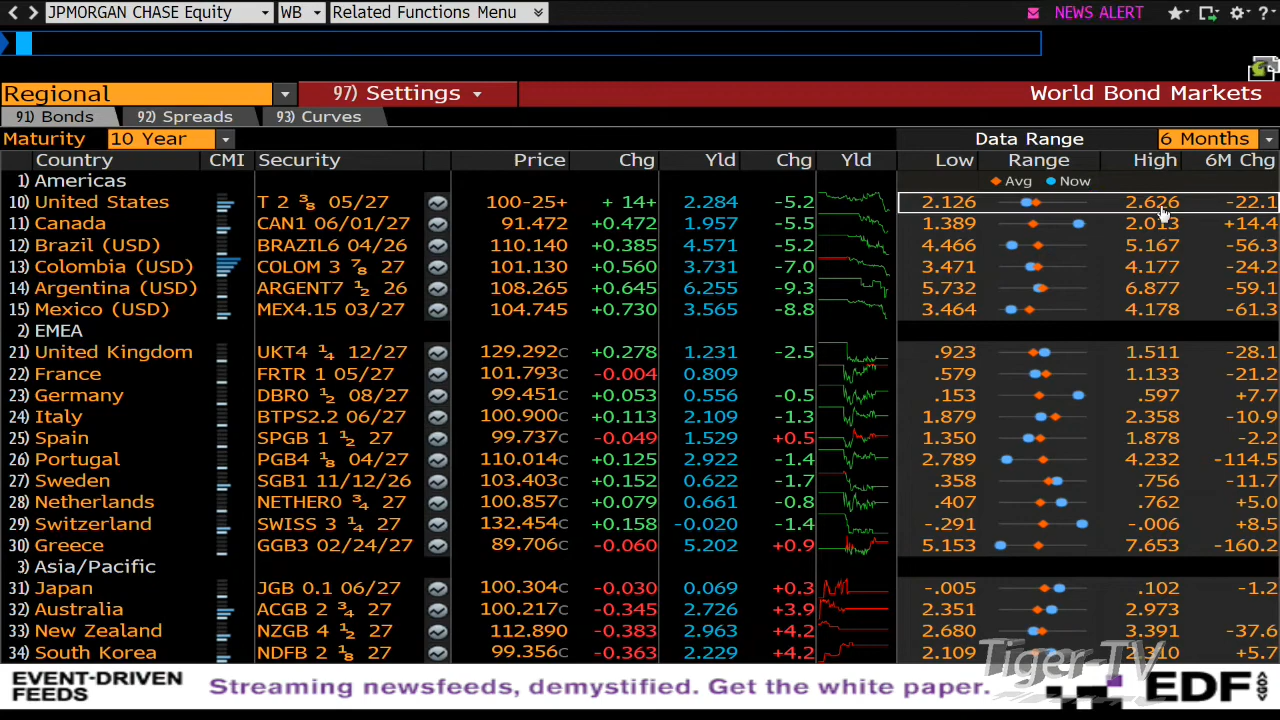 JPMORGAN CHASE Equity WB Related Functions Menu NEWS ALERT ?
Regional 97) Settings World Bond Markets
91) Bonds 92) Spreads 93) Curves
Maturity 10 Year Data Range 6 Months
Country CMI Security Price Chg Yld Chg Yld Low Range High 6M Chg
1) Americas Avg Now
10) United States T 2 ⅜ 05/27 100-25+ + 14+ 2.284 -5.2 2.126 2.626 -22.1
11) Canada CAN1 06/01/27 91.472 +0.472 1.957 -5.5 1.389 2.013 +14.4
12) Brazil (USD) BRAZIL6 04/26 110.140 +0.385 4.571 -5.2 4.466 5.167 -56.3
13) Colombia (USD) COLOM 3 ⅞ 27 101.130 +0.560 3.731 -7.0 3.471 4.177 -24.2
14) Argentina (USD) ARGENT7 ½ 26 108.265 +0.645 6.255 -9.3 5.732 6.877 -59.1
15) Mexico (USD) MEX4.15 03/27 104.745 +0.730 3.565 -8.8 3.464 4.178 -61.3
2) EMEA
21) United Kingdom UKT4 ¼ 12/27 129.292c +0.278 1.231 -2.5 .923 1.511 -28.1
22) France FRTR 1 05/27 101.793c -0.004 0.809 .579 1.133 -21.2
23) Germany DBR0 ½ 08/27 99.451c +0.053 0.556 -0.5 .153 .597 +7.7
24) Italy BTPS2.2 06/27 100.900c +0.113 2.109 -1.3 1.879 2.358 -10.9
25) Spain SPGB 1 ½ 27 99.737c -0.049 1.529 +0.5 1.350 1.878 -2.2
26) Portugal PGB4 ⅛ 04/27 110.014c +0.125 2.922 -1.4 2.789 4.232 -114.5
27) Sweden SGB1 11/12/26 103.403c +0.152 0.622 -1.7 .358 .756 -11.7
28) Netherlands NETHER0 ¾ 27 100.857c +0.079 0.661 -0.8 .407 .762 +5.0
29) Switzerland SWISS 3 ¼ 27 132.454c +0.158 -0.020 -1.4 -.291 -.006 +8.5
30) Greece GGB3 02/24/27 89.706c -0.060 5.202 +0.9 5.153 7.653 -160.2
3) Asia/Pacific
31) Japan JGB 0.1 06/27 100.304c -0.030 0.069 +0.3 -.005 .102 -1.2
32) Australia ACGB 2 ¾ 27 100.217c -0.345 2.726 +3.9 2.351 2.973
33) New Zealand NZGB 4 ½ 27 112.890 -0.383 2.963 +4.2 2.680 3.391 -37.6
34) South Korea NDFB 2 ⅛ 27 99.356c -0.363 2.229 +4.2 2.109 2.310 +5.7
Tiger TV
EVENT-DRIVEN
FEEDS
Streaming newsfeeds, demystified. Get the white paper.
EDF